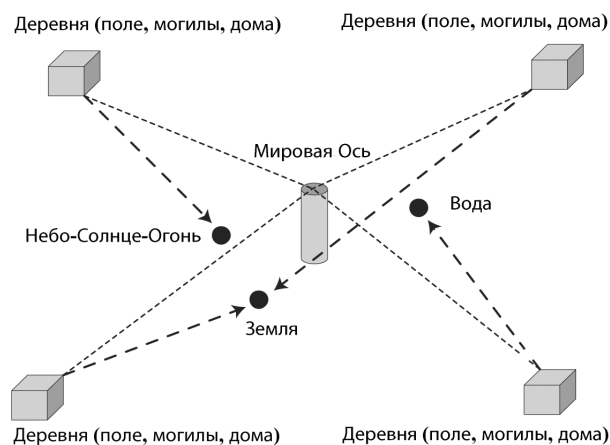 Деревня (поле, могилы, дома)
Деревня (поле, могилы, дома)
Мировая Ось
Вода
Небо-Солнце-Огонь
Земля
Деревня (поле, могилы, дома)
Деревня (поле, могилы, дома)